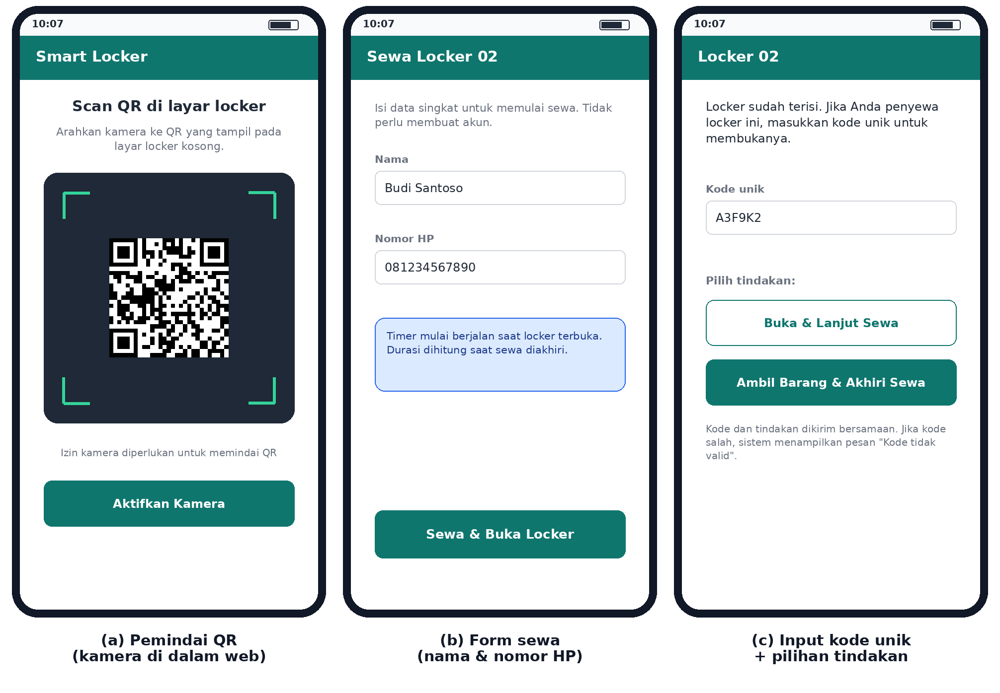 10:07
Smart Locker
Scan QR di layar locker
Arahkan kamera ke QR yang tampil pada
layar locker kosong.
Izin kamera diperlukan untuk memindai QR
Aktifkan Kamera
(a) Pemindai QR
(kamera di dalam web)
10:07
Sewa Locker 02
Isi data singkat untuk memulai sewa. Tidak
perlu membuat akun.
Nama
Budi Santoso
Nomor HP
081234567890
Timer mulai berjalan saat locker terbuka.
Durasi dihitung saat sewa diakhiri.
Sewa & Buka Locker
(b) Form sewa
(nama & nomor HP)
10:07
Locker 02
Locker sudah terisi. Jika Anda penyewa
locker ini, masukkan kode unik untuk
membukanya.
Kode unik
A3F9K2
Pilih tindakan:
Buka & Lanjut Sewa
Ambil Barang & Akhiri Sewa
Kode dan tindakan dikirim bersamaan. Jika kode
salah, sistem menampilkan pesan "Kode tidak
valid".
(c) Input kode unik
+ pilihan tindakan